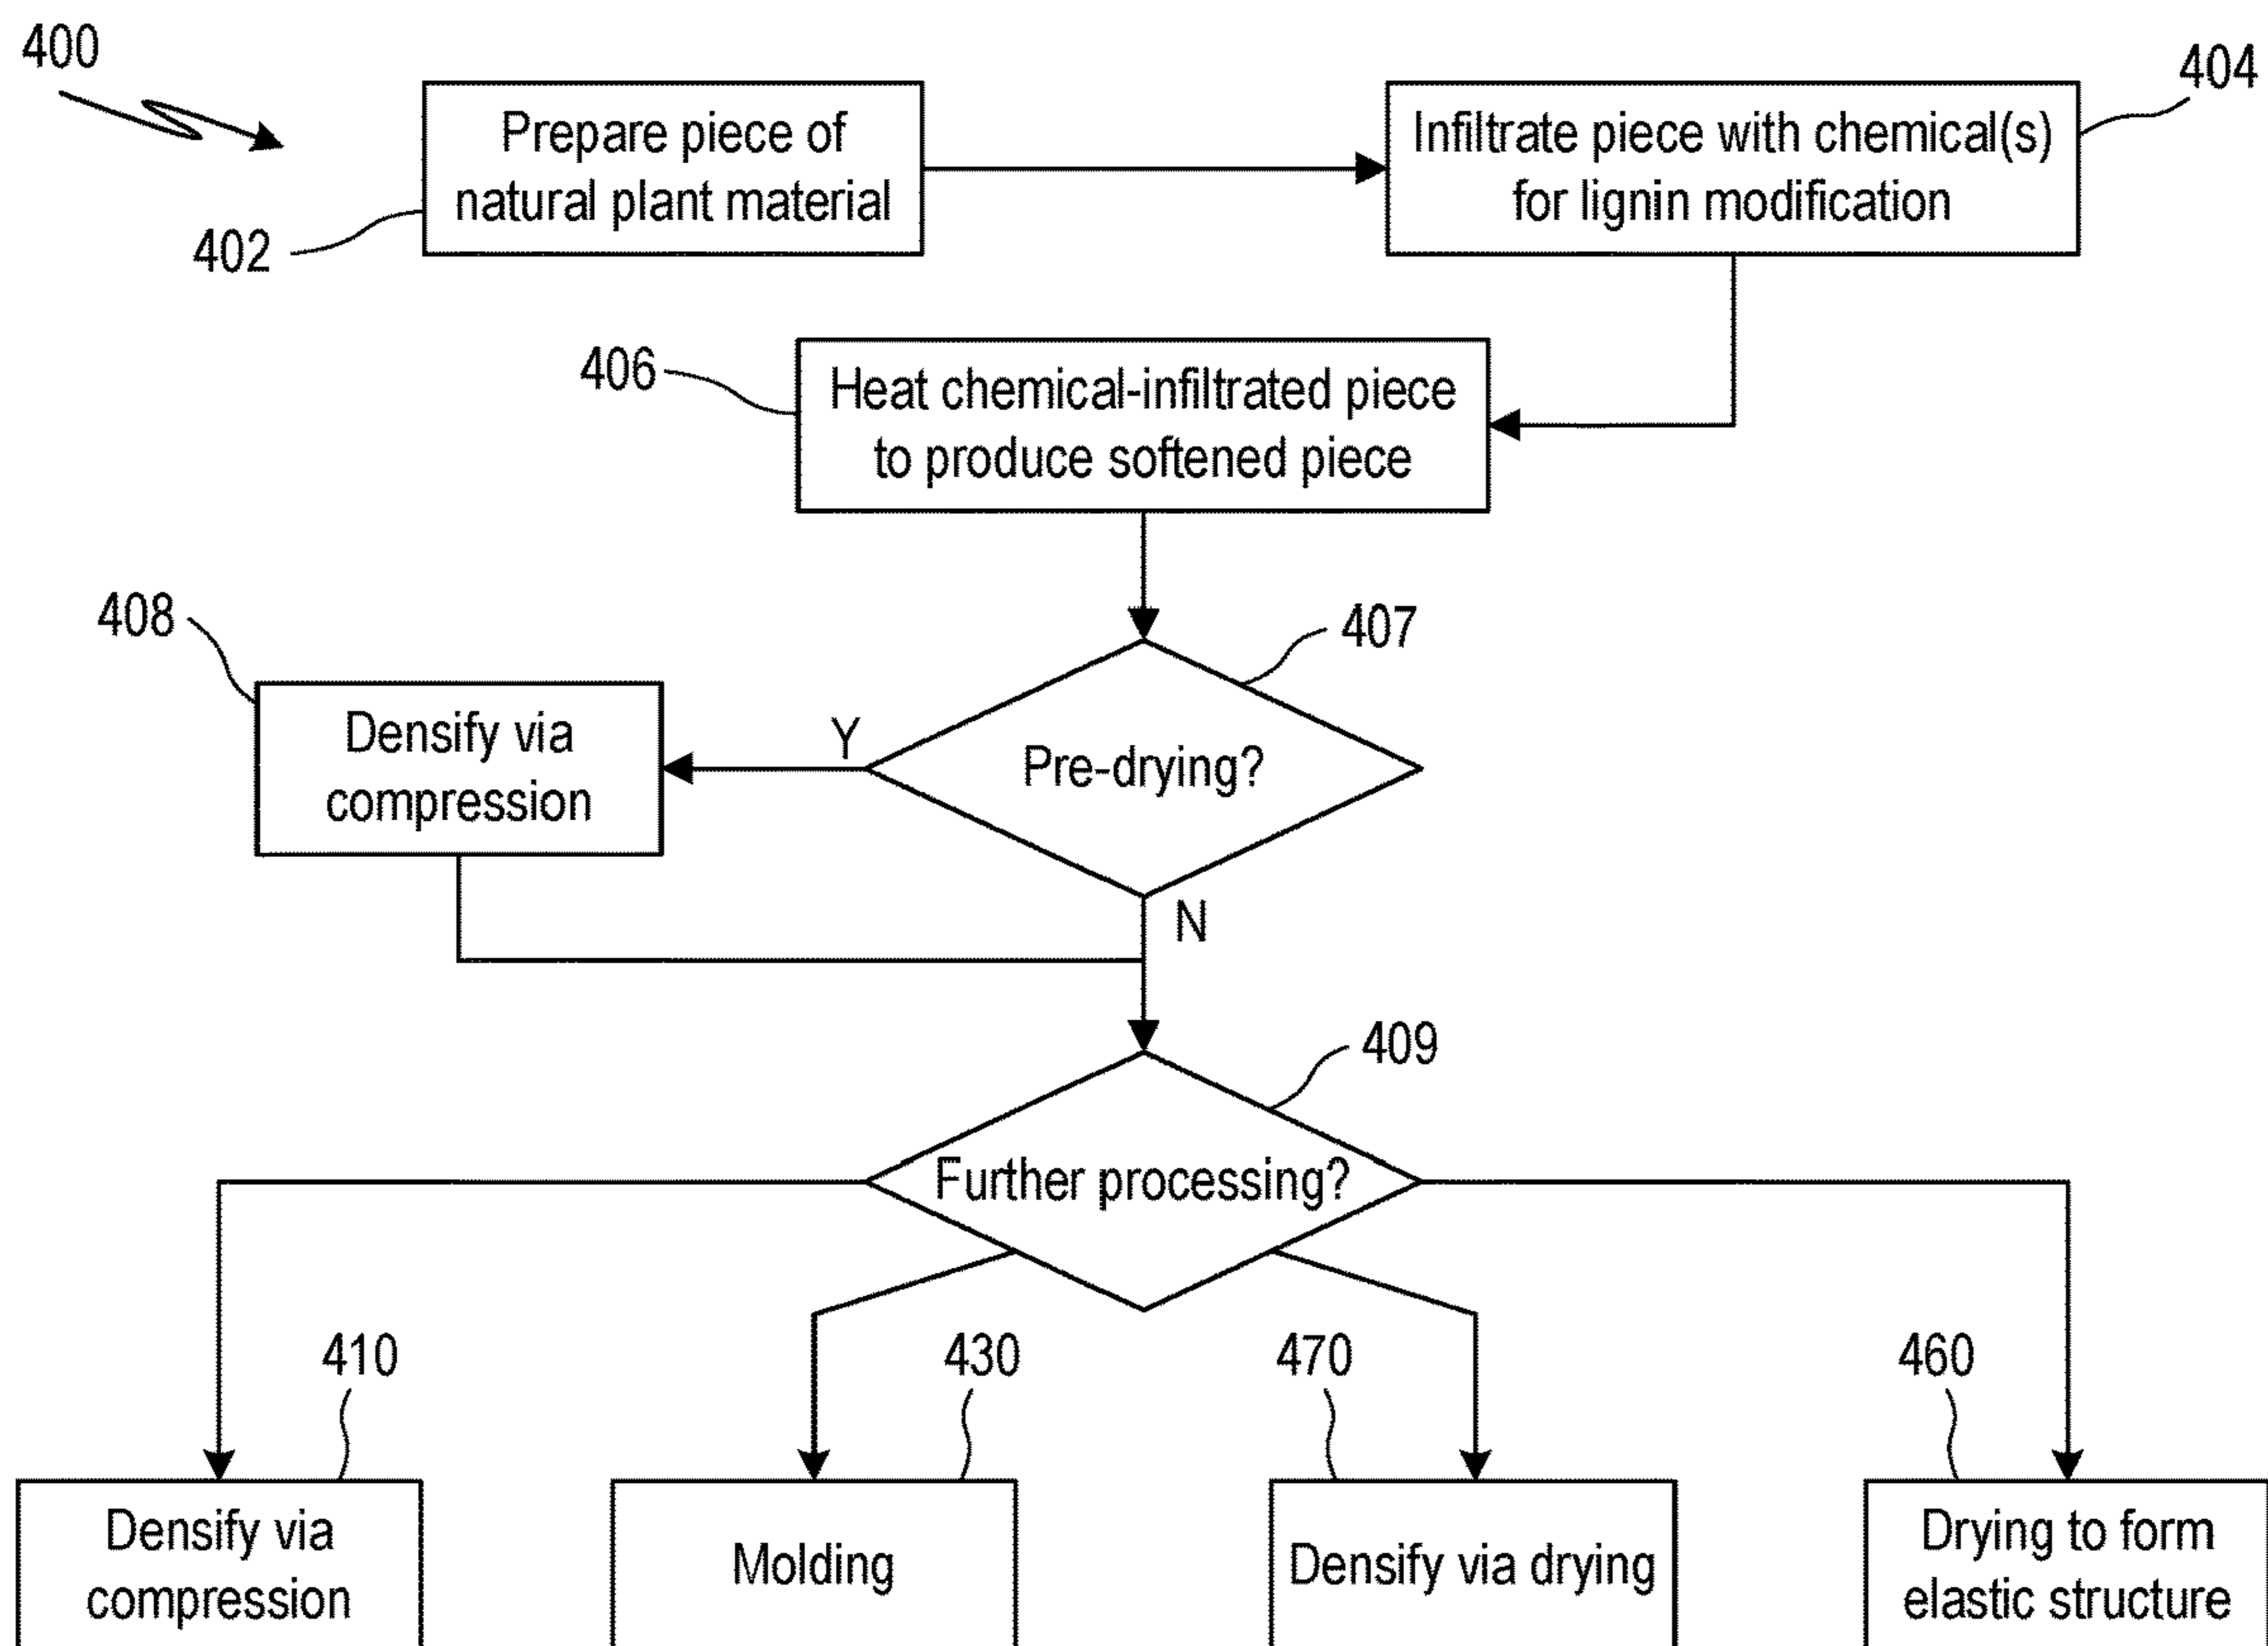 400
Prepare piece of
natural plant material
402
Infiltrate piece with chemical(s)
for lignin modification
404
406
Heat chemical-infiltrated piece
to produce softened piece
408
Densify via
compression
Y
407
Pre-drying?
N
409
Further processing?
410
430
470
460
Densify via
compression
Molding
Densify via drying
Drying to form
elastic structure